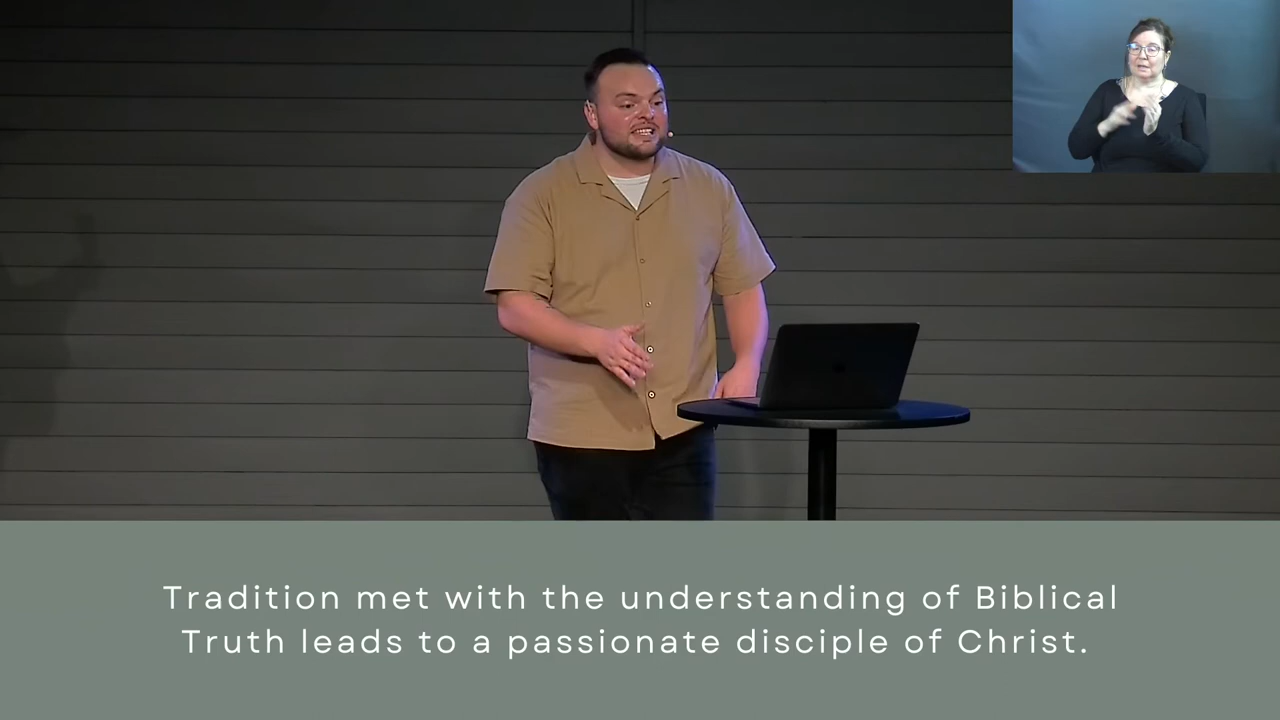 Tradition met with the understanding of Biblical
Truth leads to a passionate disciple of Christ.